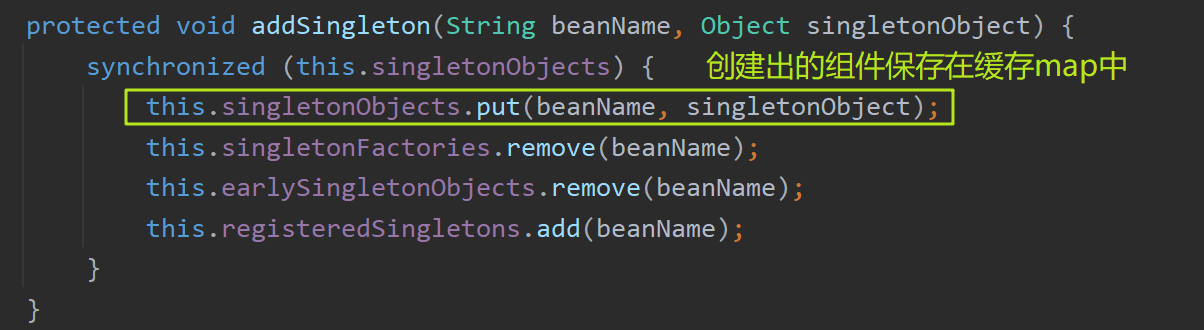 protected void addSingleton(String beanName, Object singletonObject) {
synchronized (this.singletonObjects) { 创建出的组件保存在缓存map中
this.singletonObjects.put(beanName, singletonObject);
this.singletonFactories.remove(beanName);
this.earlySingletonObjects.remove(beanName);
this.registeredSingletons.add(beanName);
}
}